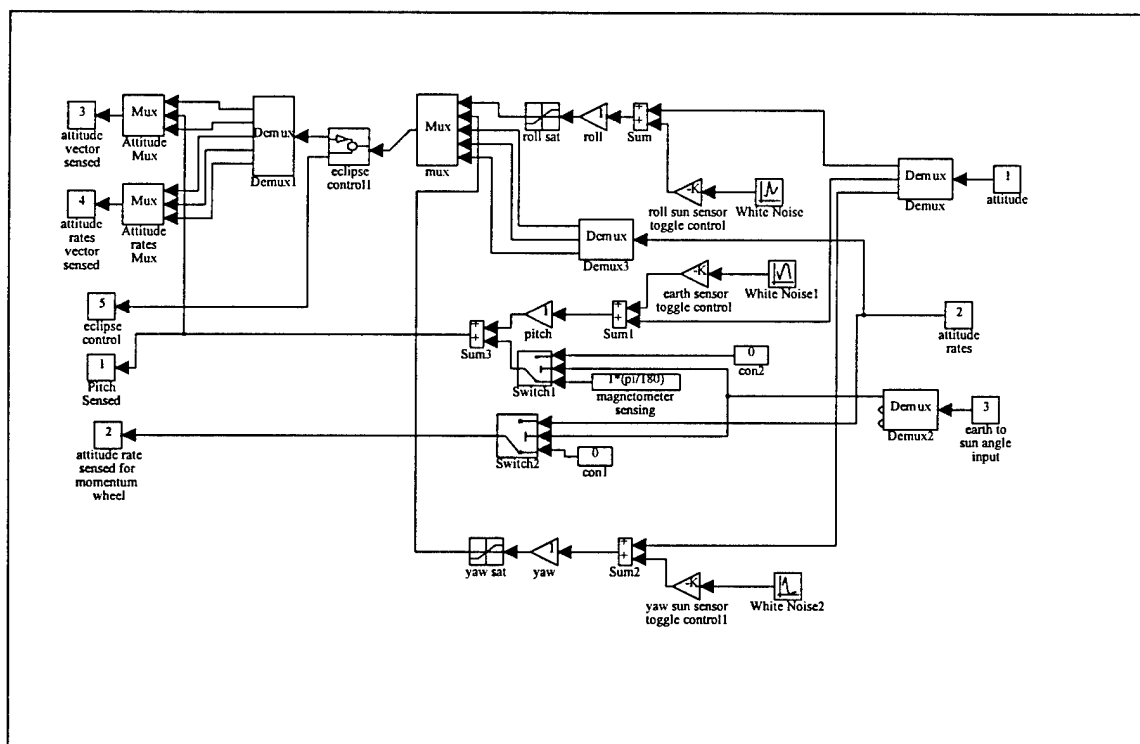 3
attitude
vector
sensed
Mux
Attitude
Mux
Demux
Demux1
eclipse
control1
Mux
mux
roll sat
1
roll
+
+
Sum
-K
roll sun sensor
toggle control
White Noise
Demux
Demux
1
attitude
4
attitude
rates
vector
sensed
Mux
Attitude
rates
Mux
Demux
Demux3
-K
earth sensor
toggle control
White Noise1
5
eclipse
control
1
Pitch
Sensed
+
+
Sum3
1
pitch
+
+
Sum1
2
attitude
rates
0
con2
Switch1
1*(pi/180)
magnetometer
sensing
Demux
Demux2
3
earth to
sun angle
input
2
attitude rate
sensed for
momentum
wheel
Switch2
0
con1
yaw sat
1
yaw
+
+
Sum2
-K
yaw sun sensor
toggle control1
White Noise2